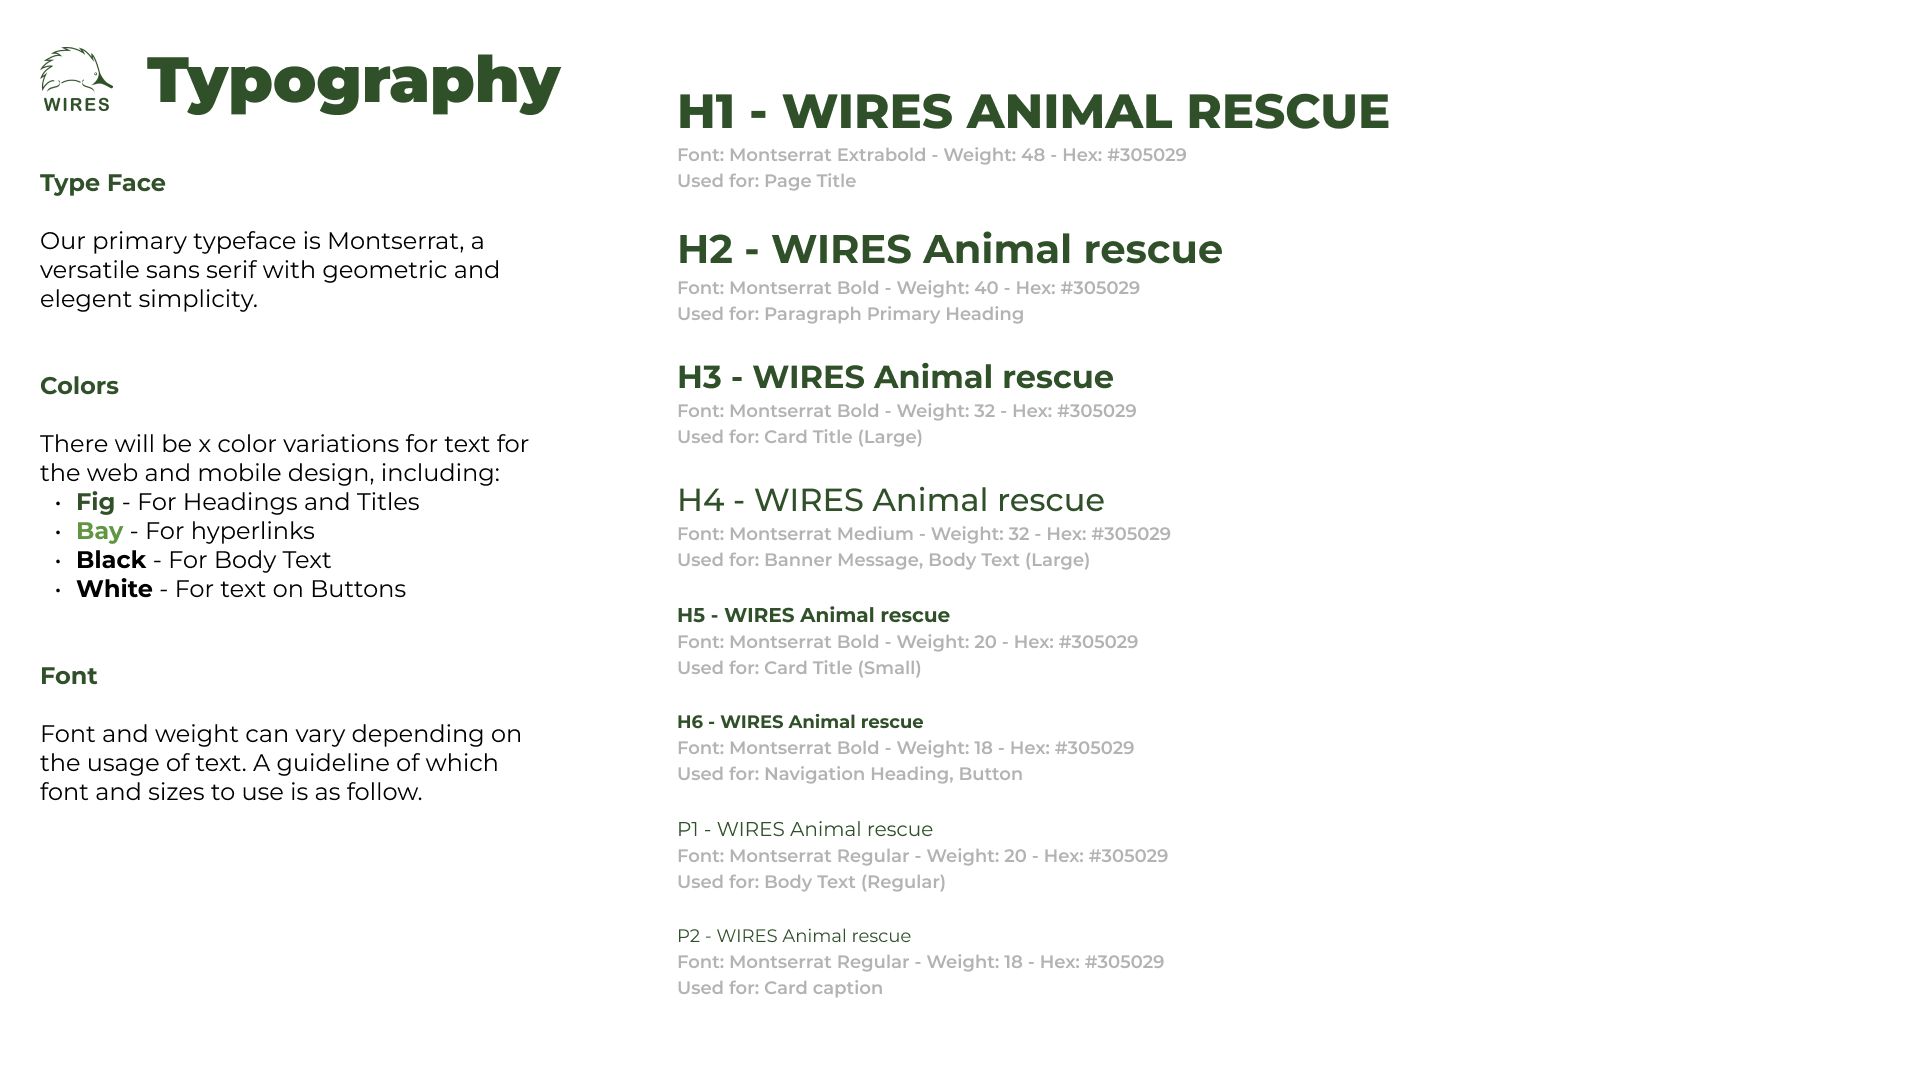 WIRES
Typography
Type Face
Our primary typeface is Montserrat, a
versatile sans serif with geometric and
elegent simplicity.
Colors
There will be x color variations for text for
the web and mobile design, including:
• Fig - For Headings and Titles
• Bay - For hyperlinks
• Black - For Body Text
• White - For text on Buttons
Font
Font and weight can vary depending on
the usage of text. A guideline of which
font and sizes to use is as follow.
H1 - WIRES ANIMAL RESCUE
Font: Montserrat Extrabold - Weight: 48 - Hex: #305029
Used for: Page Title
H2 - WIRES Animal rescue
Font: Montserrat Bold - Weight: 40 - Hex: #305029
Used for: Paragraph Primary Heading
H3 - WIRES Animal rescue
Font: Montserrat Bold - Weight: 32 - Hex: #305029
Used for: Card Title (Large)
H4 - WIRES Animal rescue
Font: Montserrat Medium - Weight: 32 - Hex: #305029
Used for: Banner Message, Body Text (Large)
H5 - WIRES Animal rescue
Font: Montserrat Bold - Weight: 20 - Hex: #305029
Used for: Card Title (Small)
H6 - WIRES Animal rescue
Font: Montserrat Bold - Weight: 18 - Hex: #305029
Used for: Navigation Heading, Button
P1 - WIRES Animal rescue
Font: Montserrat Regular - Weight: 20 - Hex: #305029
Used for: Body Text (Regular)
P2 - WIRES Animal rescue
Font: Montserrat Regular - Weight: 18 - Hex: #305029
Used for: Card caption